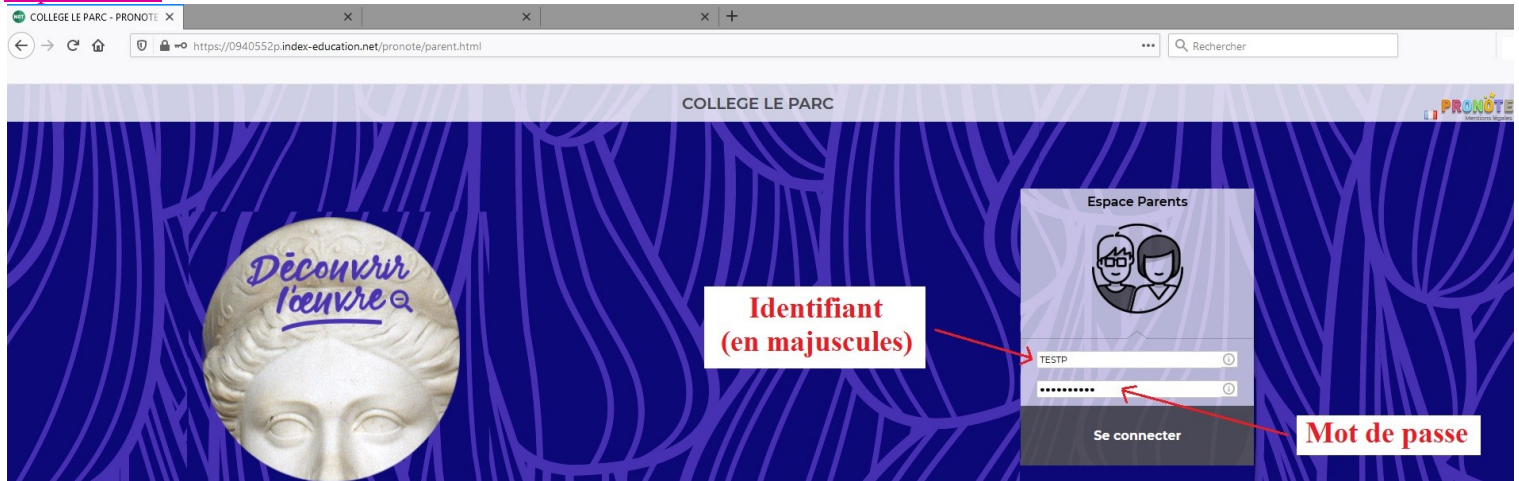 COLLEGE LE PARC - PRONOTE
https://0940552p.index-education.net/pronote/parent.html
Rechercher
COLLEGE LE PARC
PRONOTE
Mentions légales
Espace Parents
Découvrir
l'œuvre
Identifiant
(en majuscules)
TESTP
••••••••••
Se connecter
Mot de passe